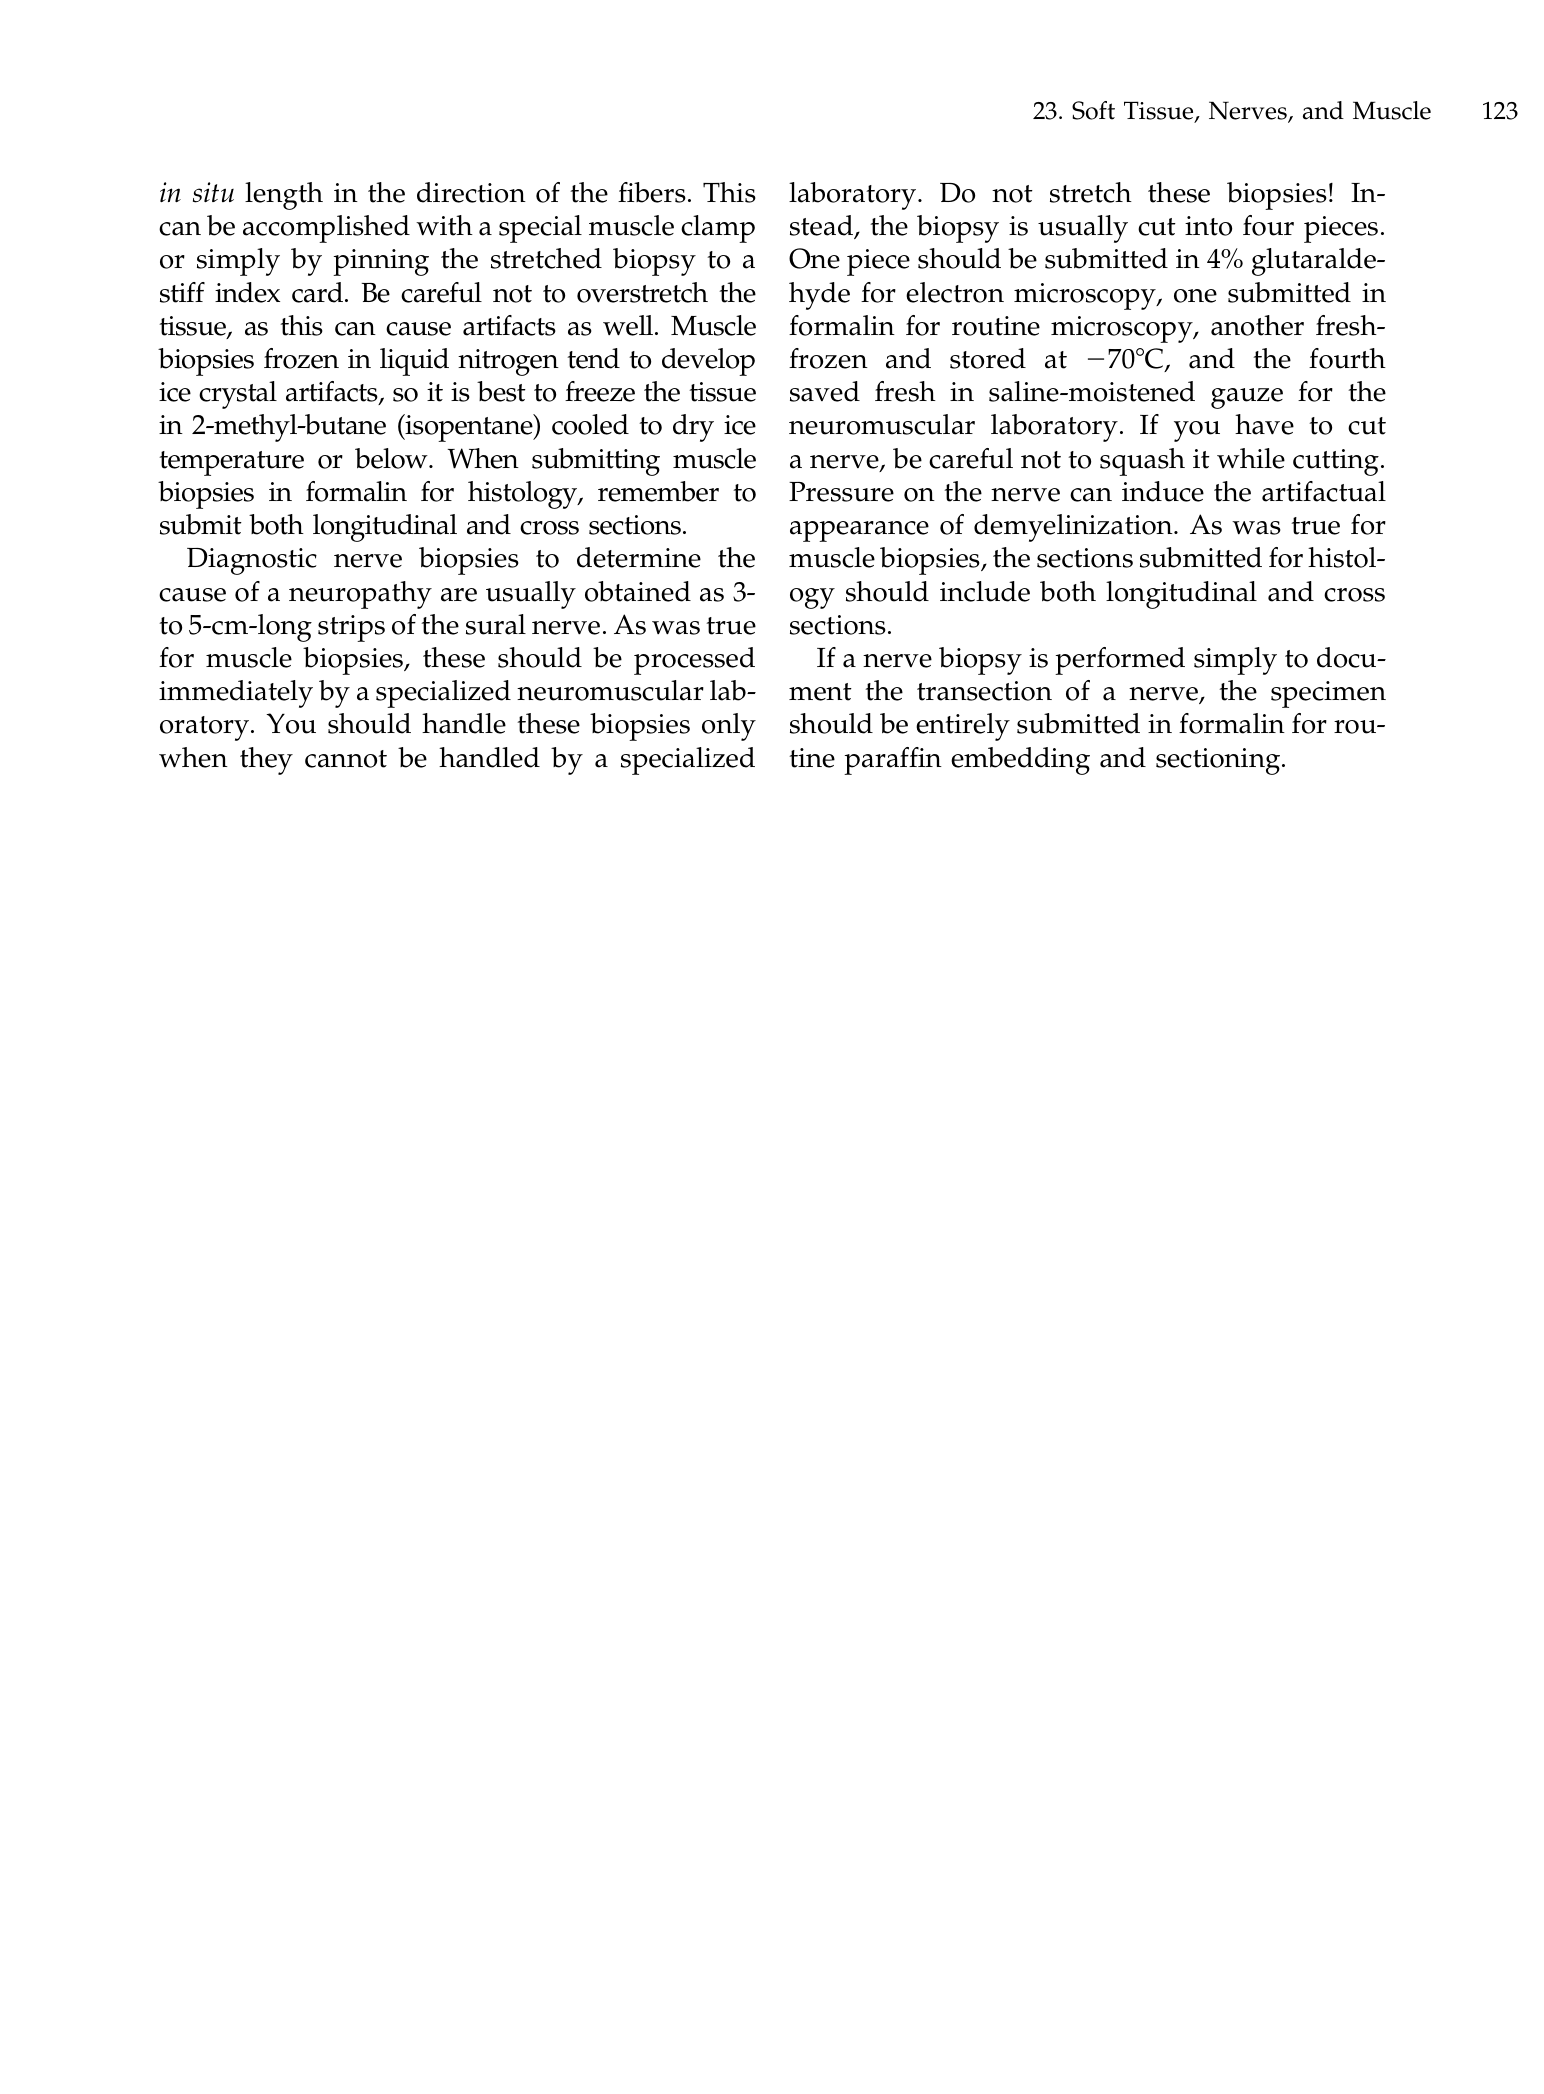 23. Soft Tissue, Nerves, and Muscle 123
in situ length in the direction of the fibers. This
can be accomplished with a special muscle clamp
or simply by pinning the stretched biopsy to a
stiff index card. Be careful not to overstretch the
tissue, as this can cause artifacts as well. Muscle
biopsies frozen in liquid nitrogen tend to develop
ice crystal artifacts, so it is best to freeze the tissue
in 2-methyl-butane (isopentane) cooled to dry ice
temperature or below. When submitting muscle
biopsies in formalin for histology, remember to
submit both longitudinal and cross sections.
Diagnostic nerve biopsies to determine the
cause of a neuropathy are usually obtained as 3-
to 5-cm-long strips of the sural nerve. As was true
for muscle biopsies, these should be processed
immediately by a specialized neuromuscular lab-
oratory. You should handle these biopsies only
when they cannot be handled by a specialized
laboratory. Do not stretch these biopsies! In-
stead, the biopsy is usually cut into four pieces.
One piece should be submitted in 4% glutaralde-
hyde for electron microscopy, one submitted in
formalin for routine microscopy, another fresh-
frozen and stored at −70°C, and the fourth
saved fresh in saline-moistened gauze for the
neuromuscular laboratory. If you have to cut
a nerve, be careful not to squash it while cutting.
Pressure on the nerve can induce the artifactual
appearance of demyelinization. As was true for
muscle biopsies, the sections submitted for histol-
ogy should include both longitudinal and cross
sections.
If a nerve biopsy is performed simply to docu-
ment the transection of a nerve, the specimen
should be entirely submitted in formalin for rou-
tine paraffin embedding and sectioning.